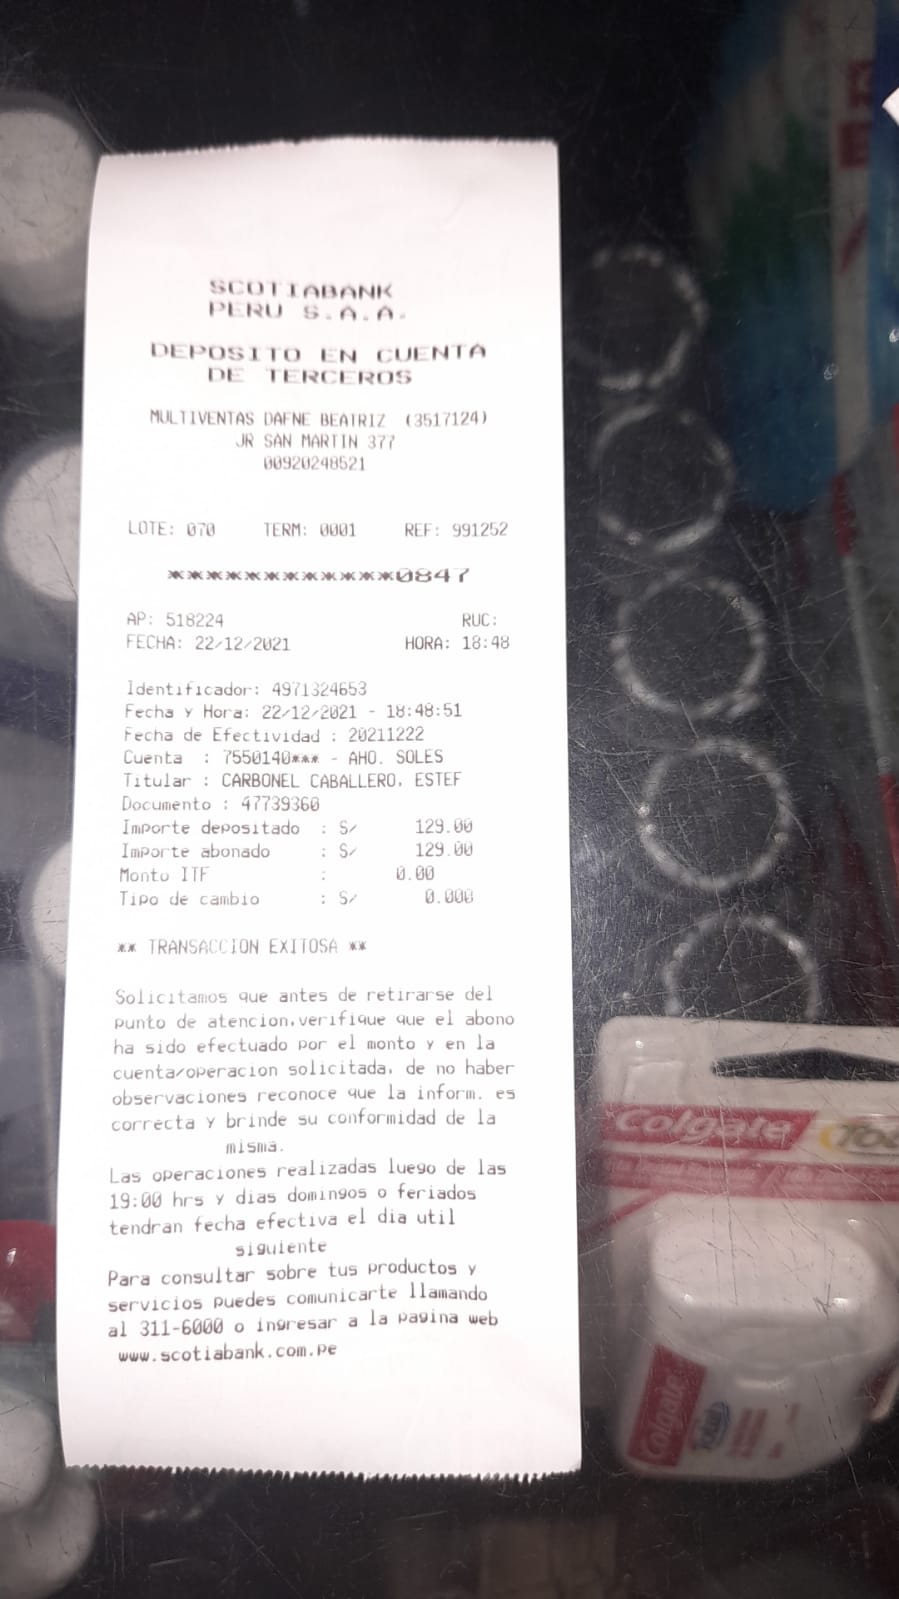 SCOTIABANK
PERU S.A.A.
DEPOSITO EN CUENTA
DE TERCEROS
MULTIVENTAS DAFNE BEATRIZ (3517124)
JR SAN MARTIN 377
00920248521
LOTE: 070 TERM: 0001 REF: 991252
************0847
AP: 518224 RUC:
FECHA: 22/12/2021 HORA: 18:48
Identificador: 4971324653
Fecha y Hora: 22/12/2021 - 18:48:51
Fecha de Efectividad : 20211222
Cuenta : 7550140*** - AHO. SOLES
Titular : CARBONEL CABALLERO, ESTEF
Documento : 47739360
Importe depositado : S/ 129.00
Importe abonado : S/ 129.00
Monto ITF : 0.00
Tipo de cambio : S/ 0.000
** TRANSACCION EXITOSA **
Solicitamos que antes de retirarse del
punto de atencion,verifique que el abono
ha sido efectuado por el monto y en la
cuenta/operacion solicitada, de no haber
observaciones reconoce que la inform. es
correcta y brinde su conformidad de la
misma.
Las operaciones realizadas luego de las
19:00 hrs y dias domingos o feriados
tendran fecha efectiva el dia util
siguiente
Para consultar sobre tus productos y
servicios puedes comunicarte llamando
al 311-6000 o ingresar a la pagina web
www.scotiabank.com.pe
Colgate
Colgate
Total